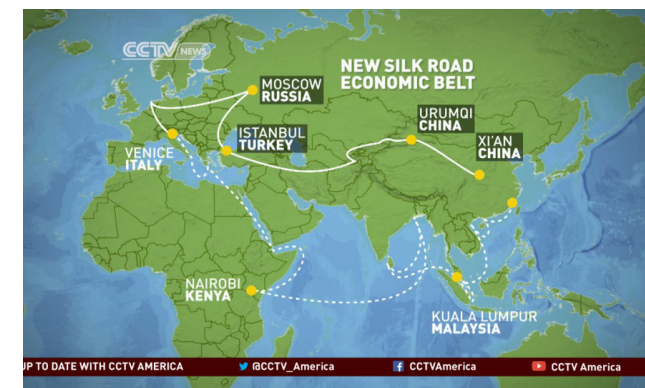 CCTV NEWS
NEW SILK ROAD
ECONOMIC BELT
MOSCOW
RUSSIA
URUMQI
CHINA
XI'AN
CHINA
ISTANBUL
TURKEY
VENICE
ITALY
NAIROBI
KENYA
KUALA LUMPUR
MALAYSIA
UP TO DATE WITH CCTV AMERICA @CCTV_America CCTVAmerica CCTV America